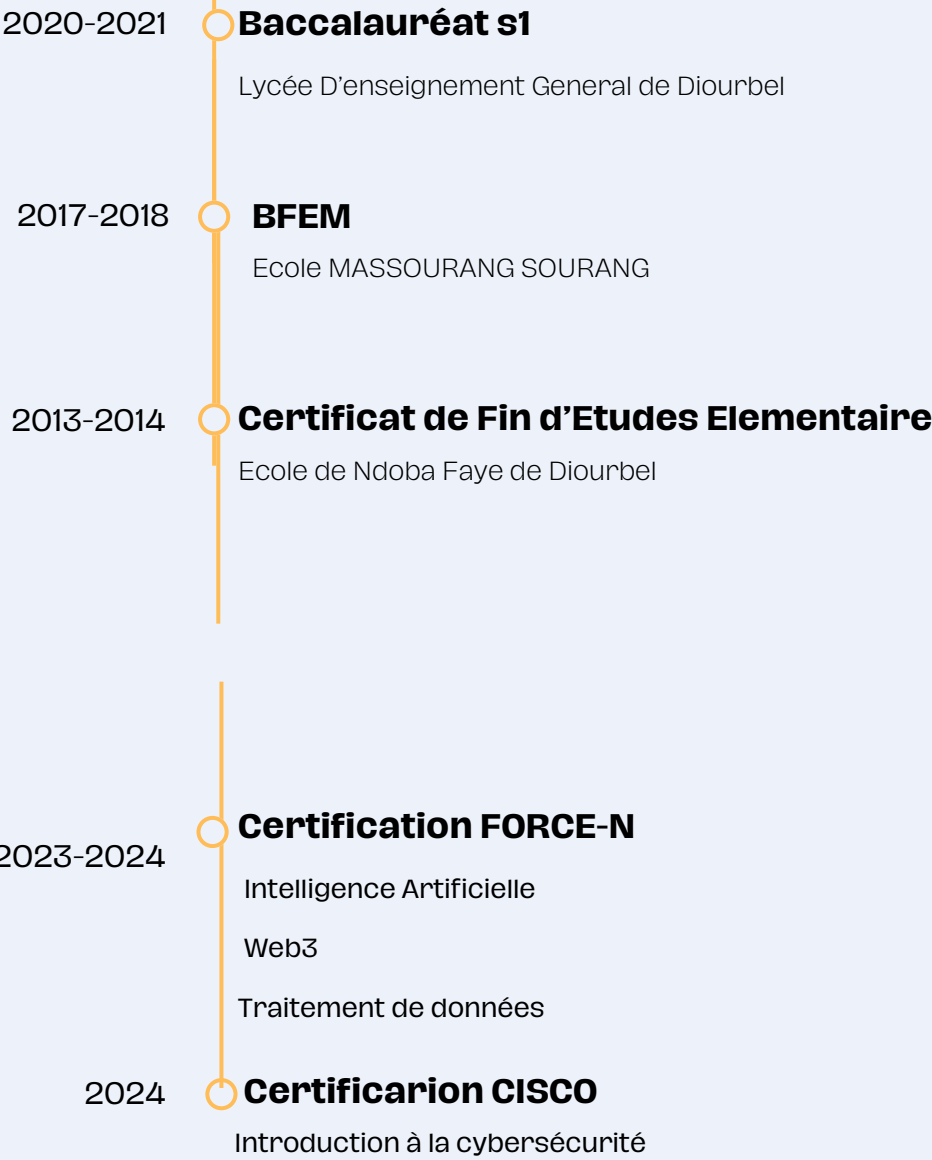 2020-2021 Baccalauréat s1
Lycée D'enseignement General de Diourbel
2017-2018 BFEM
Ecole MASSOURANG SOURANG
2013-2014 Certificat de Fin d'Etudes Elementaire
Ecole de Ndoba Faye de Diourbel
Certification FORCE-N
2023-2024
Intelligence Artificielle
Web3
Traitement de données
2024 Certificarion CISCO
Introduction à la cybersécurité